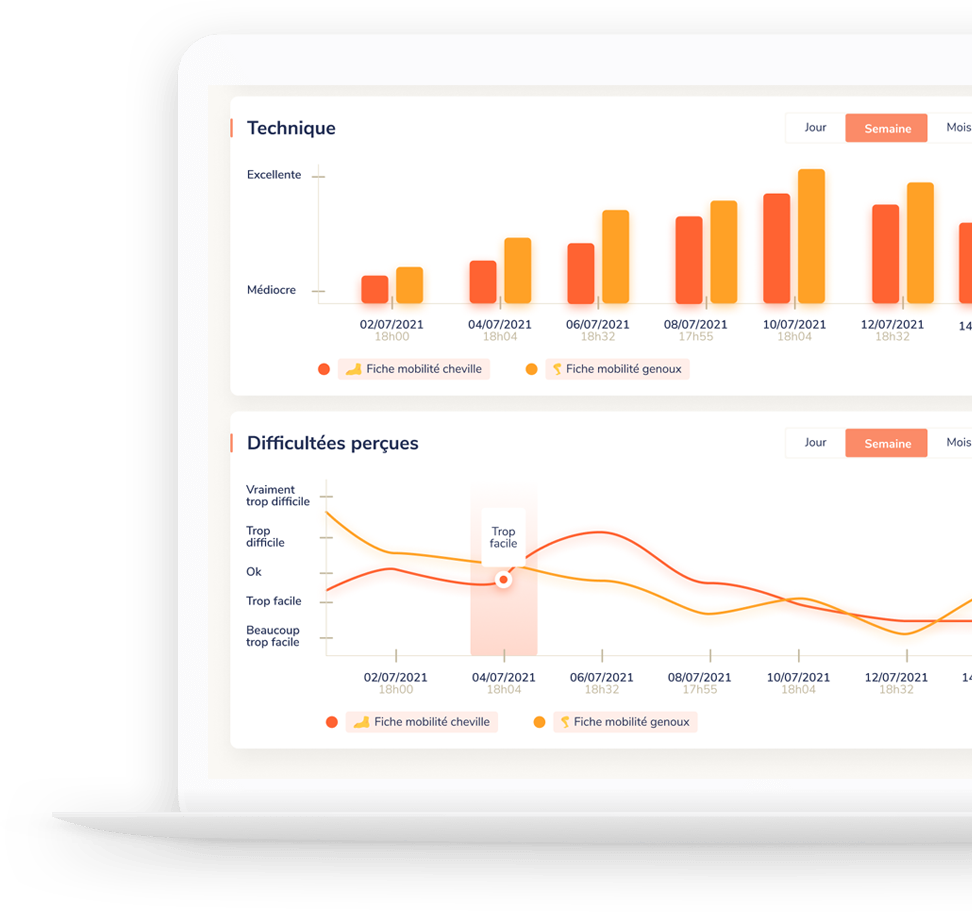 Technique
Jour Semaine Mois
Excellente
Médiocre
02/07/2021 04/07/2021 06/07/2021 08/07/2021 10/07/2021 12/07/2021 14
18h00 18h04 18h32 17h55 18h04 18h32
Fiche mobilité cheville Fiche mobilité genoux
Difficultées perçues
Jour Semaine Mois
Vraiment
trop difficile
Trop
difficile
Ok
Trop facile
Beaucoup
trop facile
Trop
facile
02/07/2021 04/07/2021 06/07/2021 08/07/2021 10/07/2021 12/07/2021 14
18h00 18h04 18h32 17h55 18h04 18h32
Fiche mobilité cheville Fiche mobilité genoux